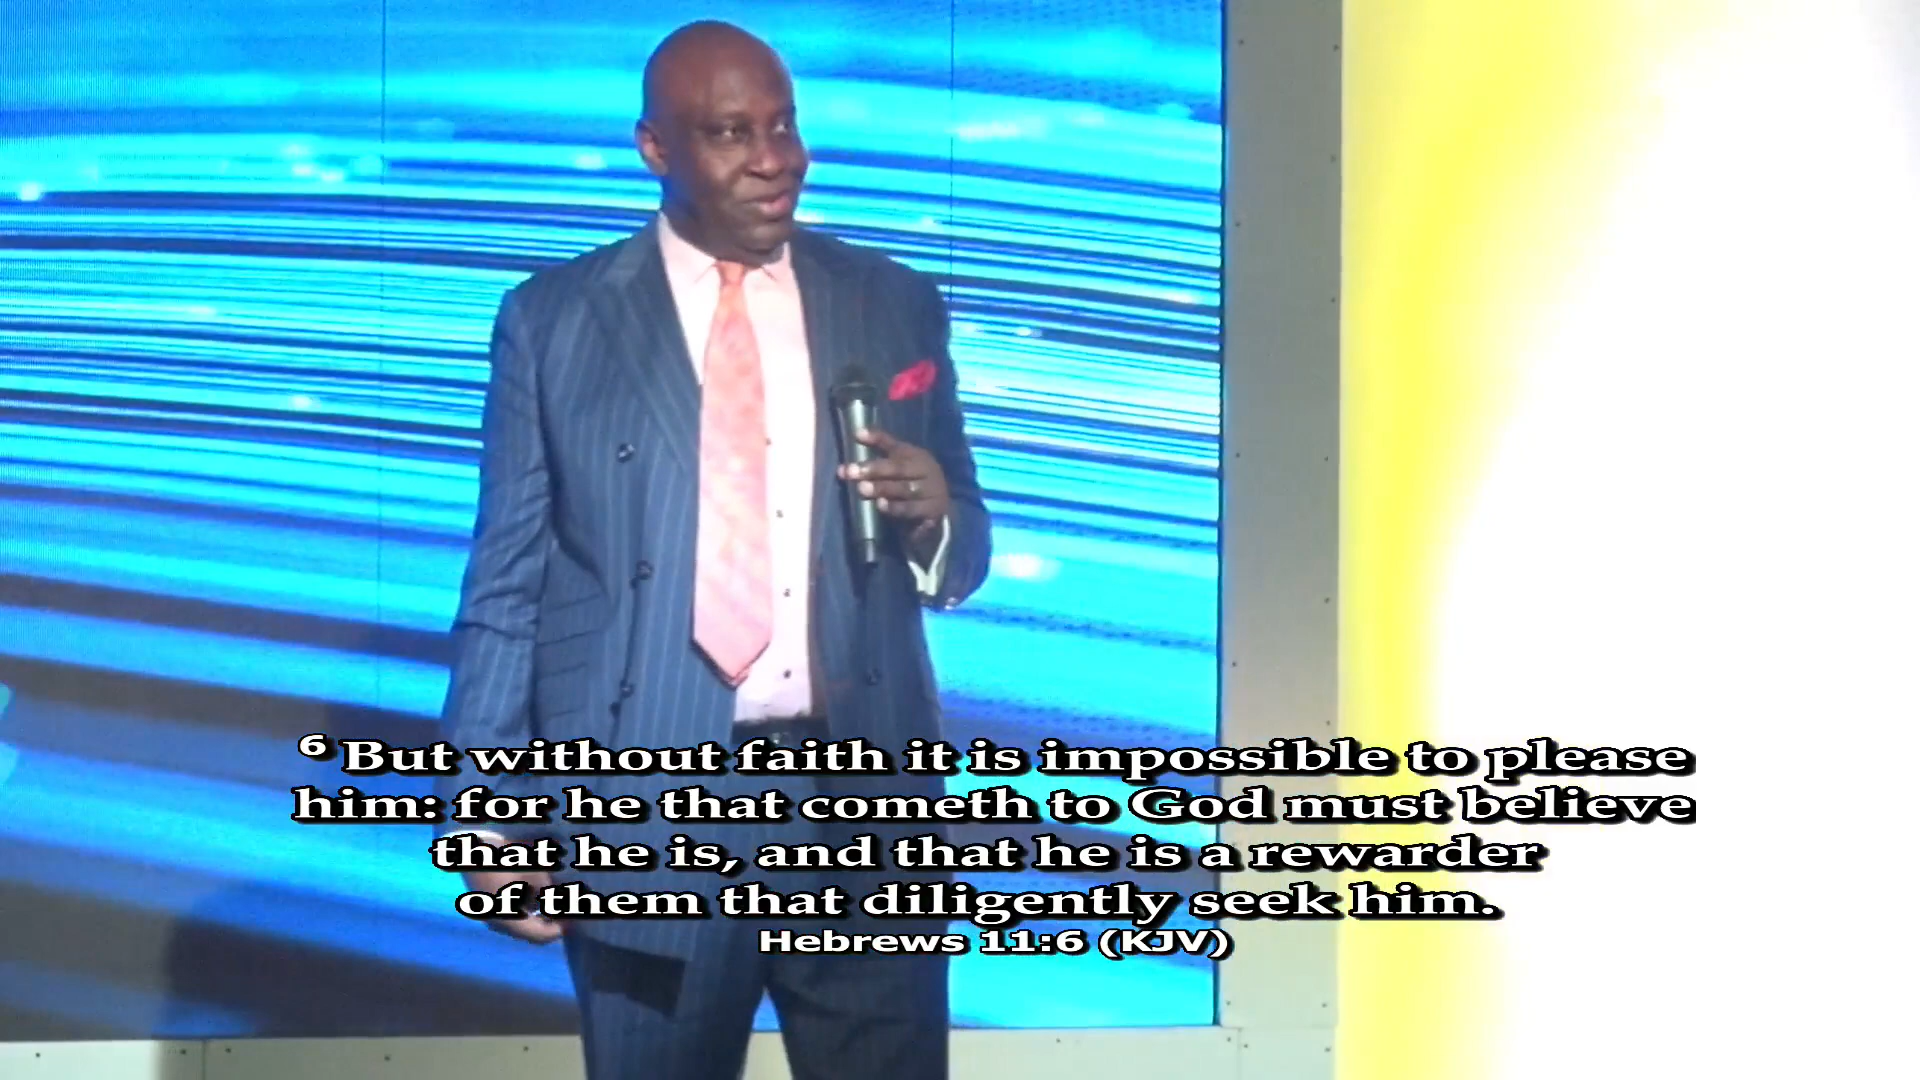 ⁶ But without faith it is impossible to please
him: for he that cometh to God must believe
that he is, and that he is a rewarder
of them that diligently seek him.
Hebrews 11:6 (KJV)